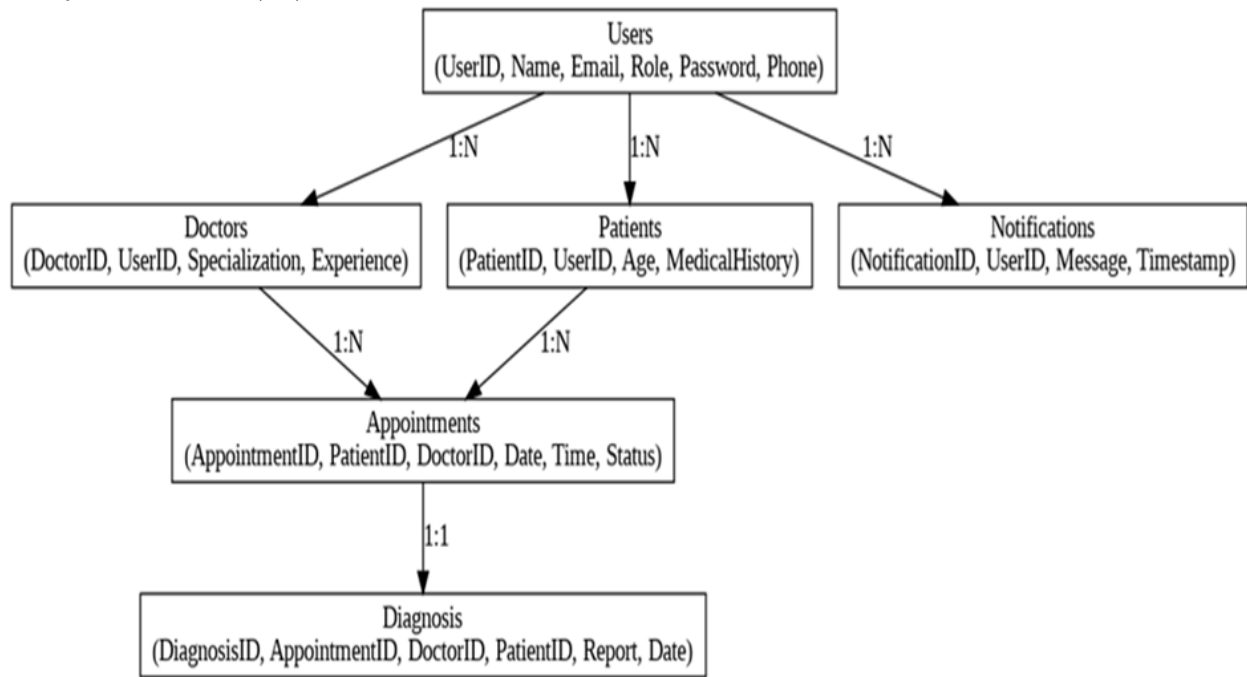 Users
(UserID, Name, Email, Role, Password, Phone)
1:N
1:N
1:N
Doctors
(DoctorID, UserID, Specialization, Experience)
Patients
(PatientID, UserID, Age, MedicalHistory)
Notifications
(NotificationID, UserID, Message, Timestamp)
1:N
1:N
Appointments
(AppointmentID, PatientID, DoctorID, Date, Time, Status)
1:1
Diagnosis
(DiagnosisID, AppointmentID, DoctorID, PatientID, Report, Date)